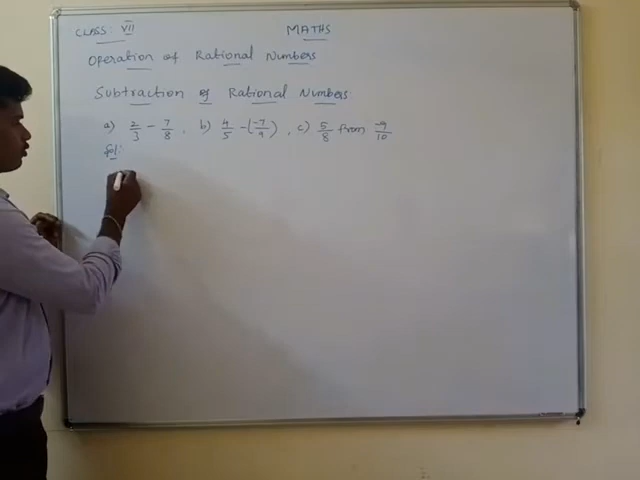 CLASS: VII MATHS
Operation of Rational Numbers
Subtraction of Rational Numbers:
a) 2/3 - 7/8 , b) 4/5 - (-7/9) , c) 5/8 from -9/10
Sol: